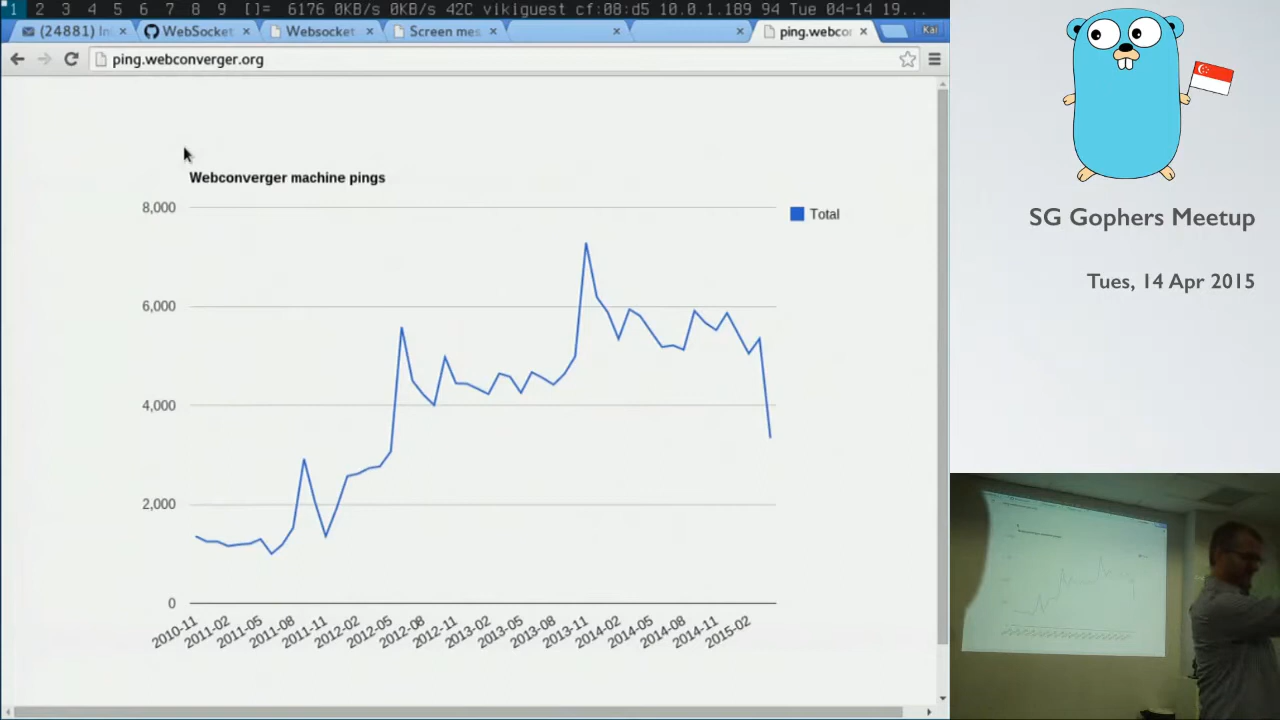 1 2 3 4 5 6 7 8 9 []= 6176 0KB/s 0KB/s 42C vikiguest cf:08:d5 10.0.1.189 94 Tue 04-14 19...
(24881) In
WebSocket
Websocket
Screen mes
ping.webco
Kai
ping.webconverger.org
Webconverger machine pings
8,000
6,000
4,000
2,000
0
Total
2010-11
2011-02
2011-05
2011-08
2011-11
2012-02
2012-05
2012-08
2012-11
2013-02
2013-05
2013-08
2013-11
2014-02
2014-05
2014-08
2014-11
2015-02
SG Gophers Meetup
Tues, 14 Apr 2015